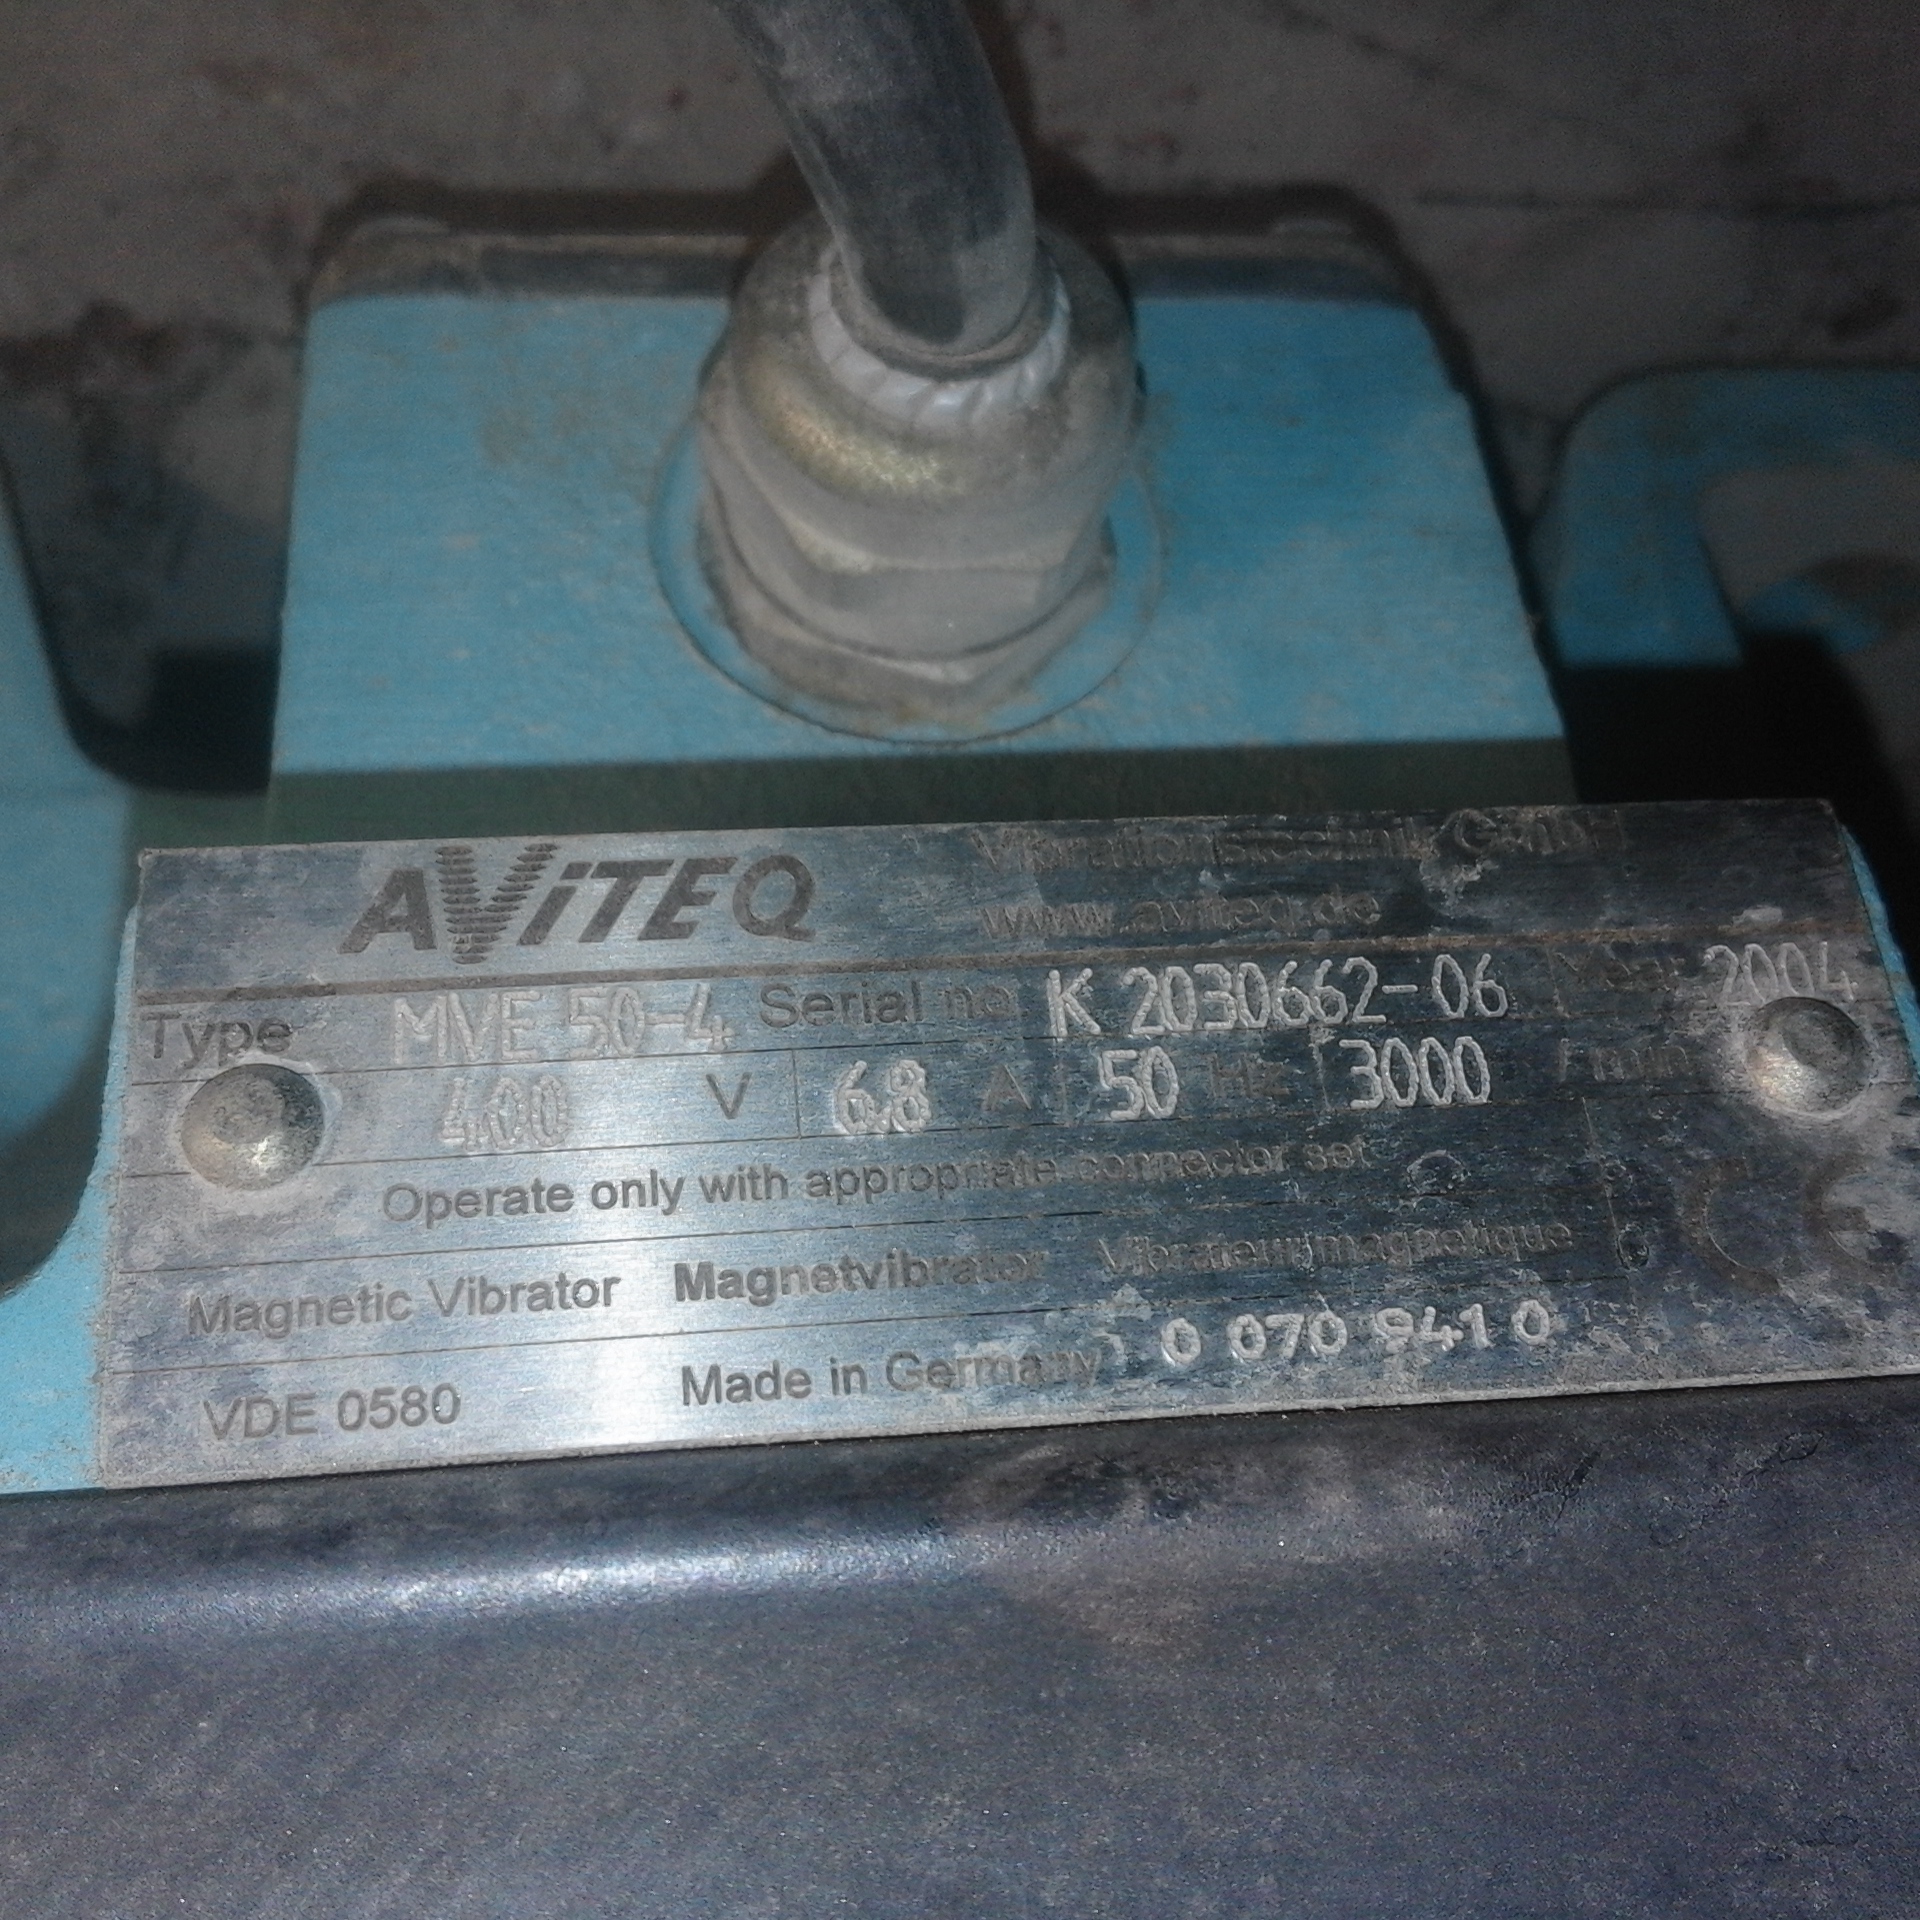 AViTEQ Vibrationstechnik GmbH
www.aviteq.de
Type MVE 50-4 Serial no K 2030662-06 Year 2004
400 V 6,8 A 50 Hz 3000 /min
Operate only with appropriate connector set
Magnetic Vibrator Magnetvibrator Vibrateur magnetique CE
VDE 0580 Made in Germany 0 070 941 0